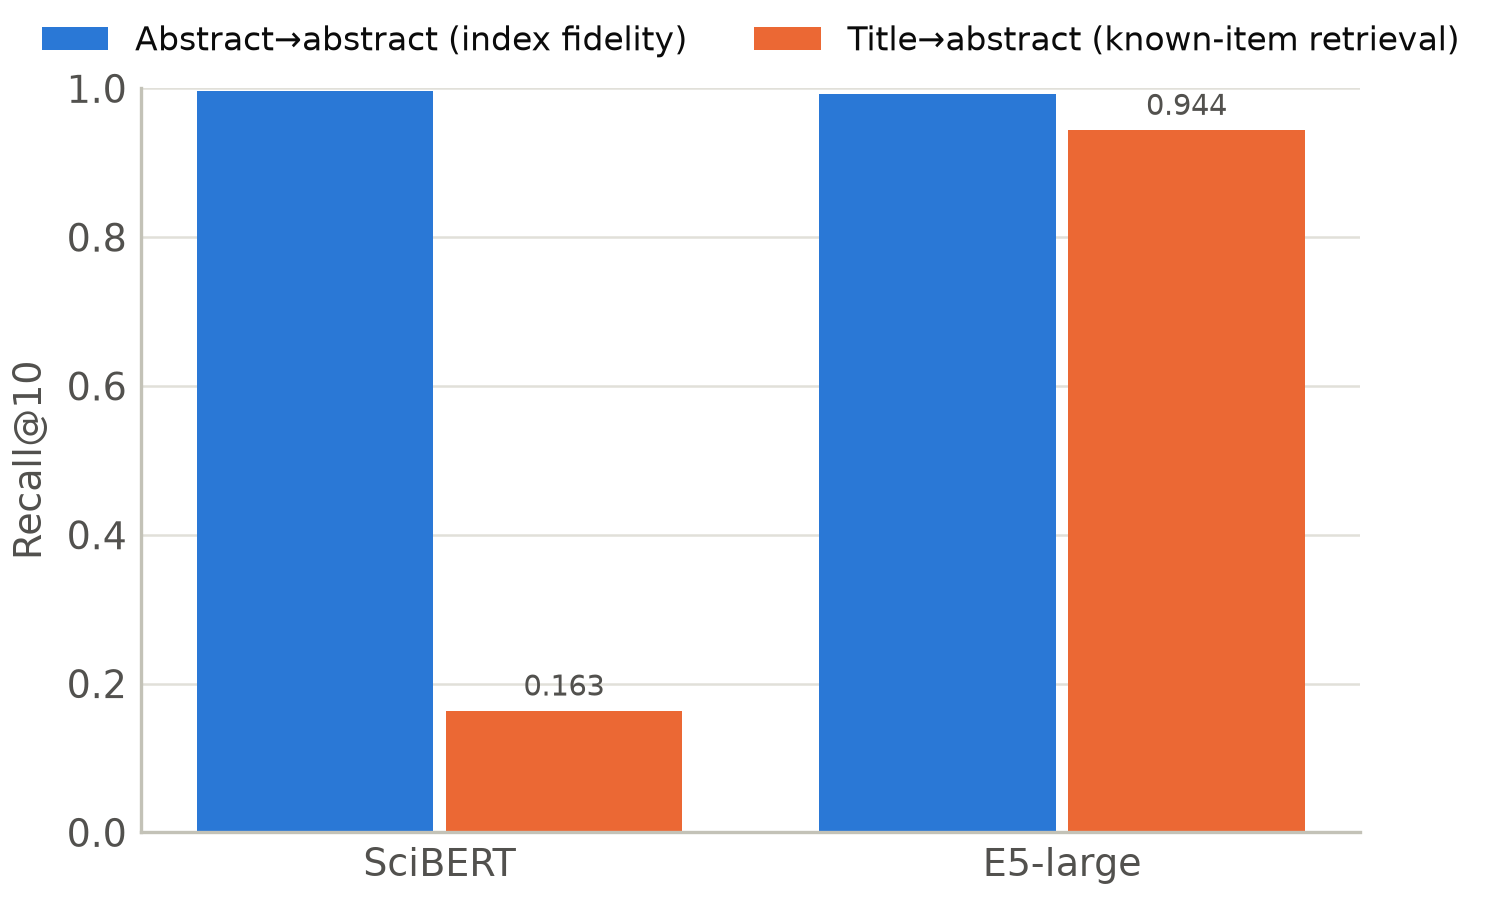 Abstract→abstract (index fidelity) Title→abstract (known-item retrieval)
1.0
0.8
0.6
0.4
0.2
0.0
Recall@10
0.163
0.944
SciBERT E5-large